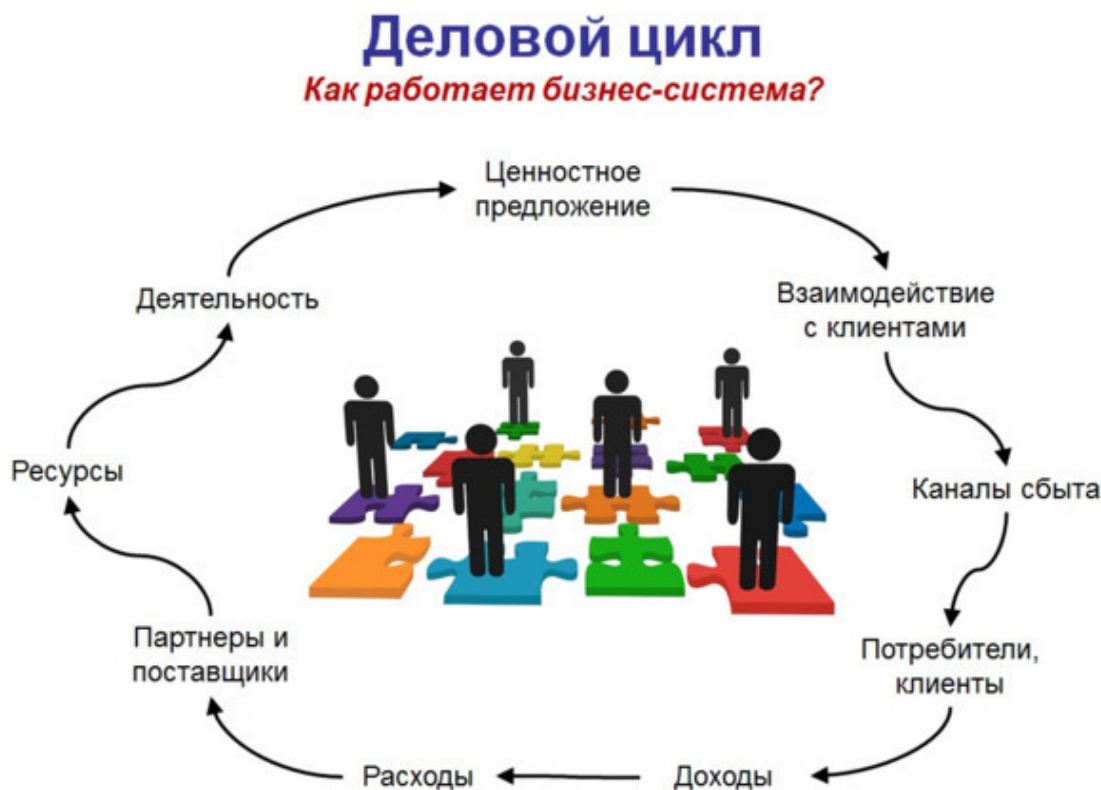 Деловой цикл
Как работает бизнес-система?
Ценностное
предложение
Взаимодействие
с клиентами
Каналы сбыта
Потребители,
клиенты
Доходы
Расходы
Партнеры и
поставщики
Ресурсы
Деятельность